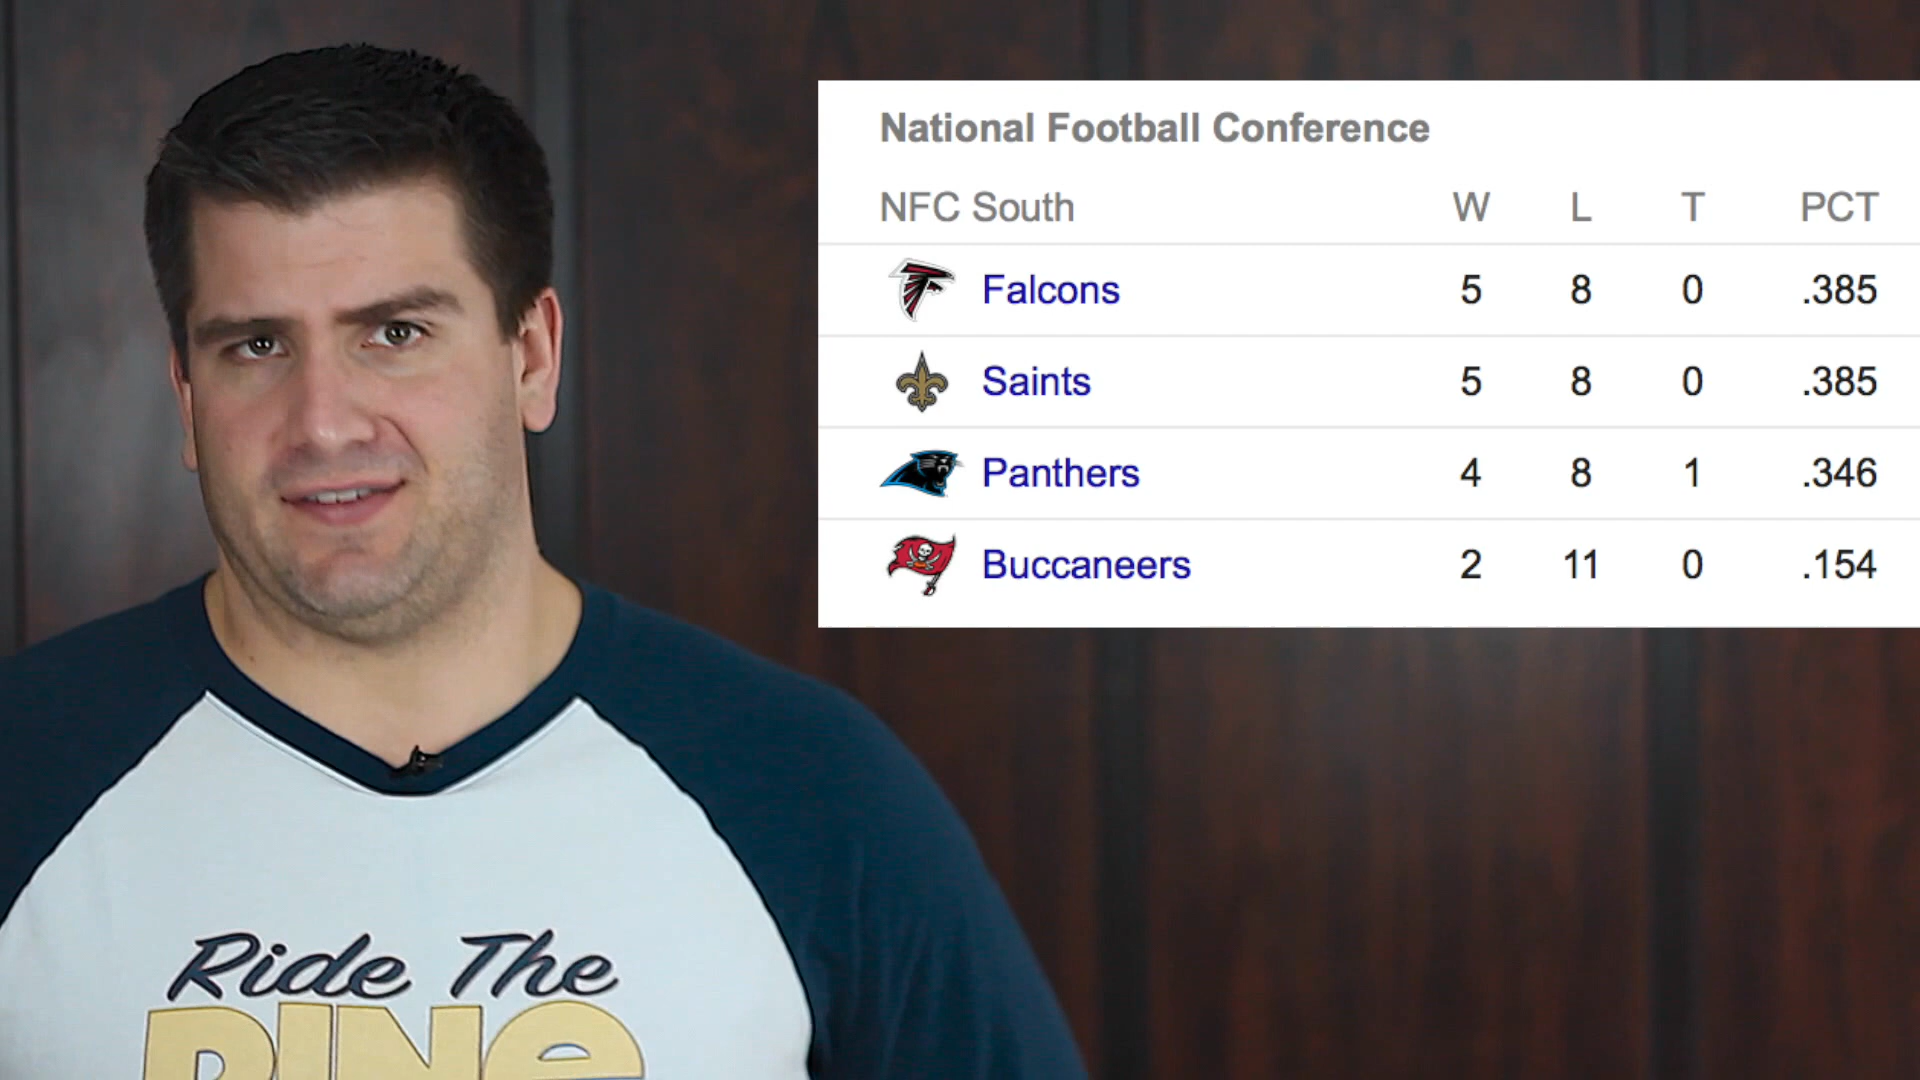 National Football Conference
NFC South W L T PCT
Falcons 5 8 0 .385
Saints 5 8 0 .385
Panthers 4 8 1 .346
Buccaneers 2 11 0 .154
Ride The
PINE